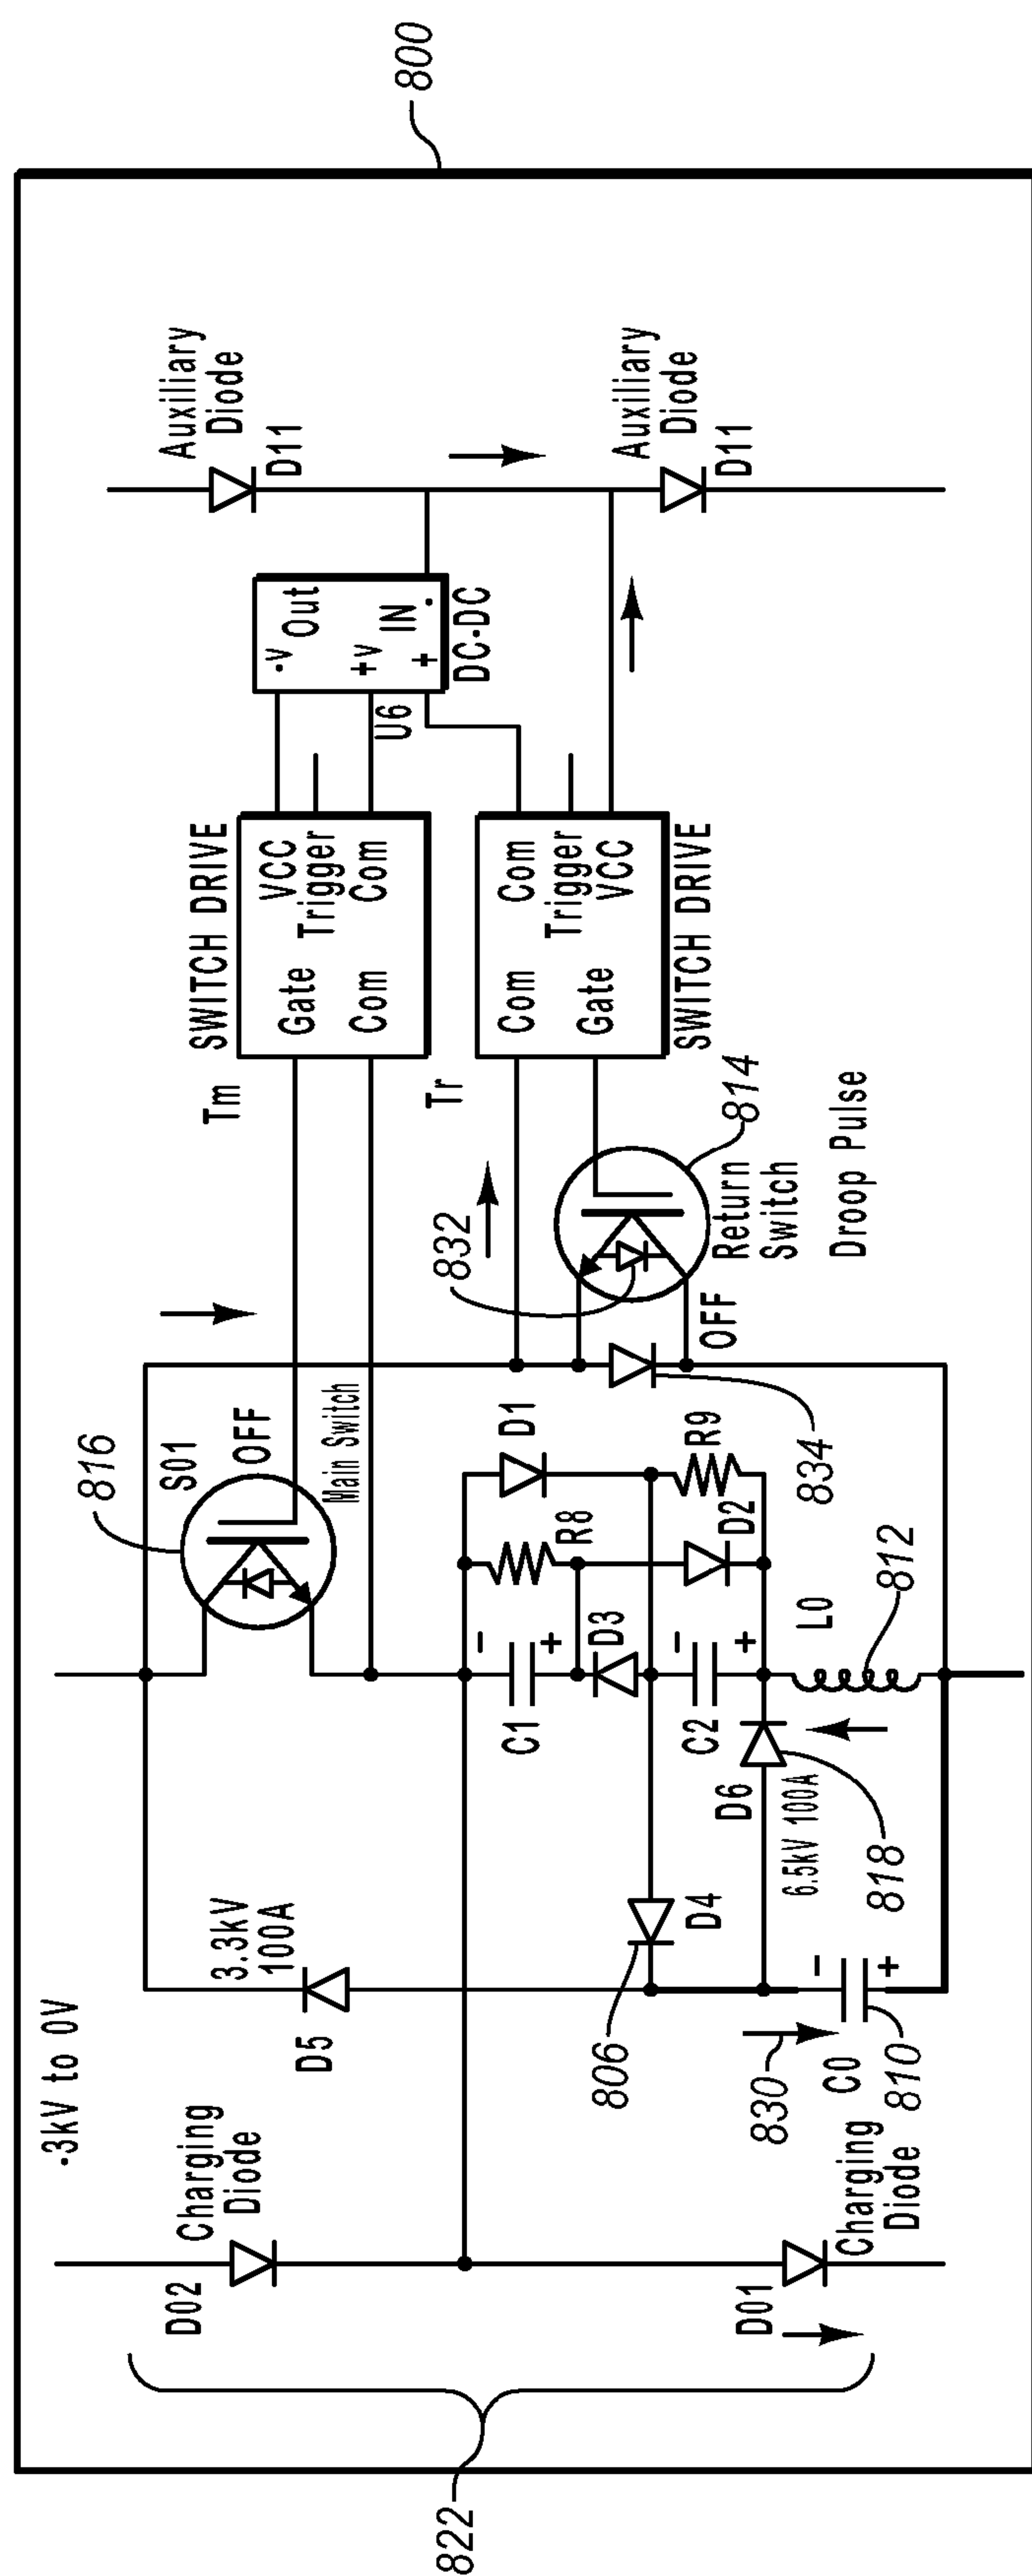 800
-3kV to 0V
Charging
Diode
D02
822
D01
Charging
Diode
3.3kV
100A
D5
806
D4
830
C0
-
+
810
816
S01
OFF
Main Switch
-
+
C1
R8
D3
D1
-
+
C2
D2
R9
D6
6.5kV 100A
818
L0
812
834
832
OFF
Return
Switch
814
Droop Pulse
Tm
SWITCH DRIVE
Gate
Com
VCC
Trigger
Com
Tr
Com
Gate
Com
Trigger
VCC
SWITCH DRIVE
U6
-V
Out
+V
IN
+
-
DC-DC
Auxiliary
Diode
D11
Auxiliary
Diode
D11